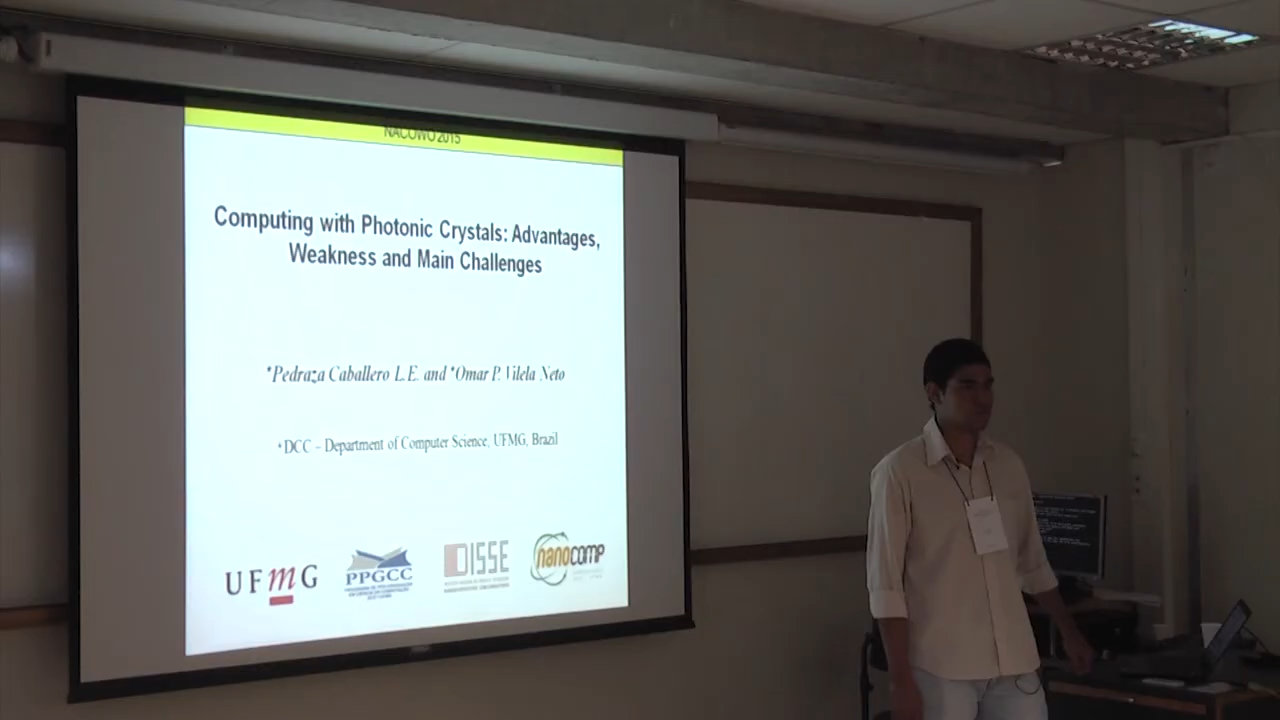 NACOWO 2015
Computing with Photonic Crystals: Advantages,
Weakness and Main Challenges
*Pedraza Caballero L.E. and *Omar P. Vilela Neto
*DCC – Department of Computer Science, UFMG, Brazil
UFmG
PPGCC
DISSE
nanocomp